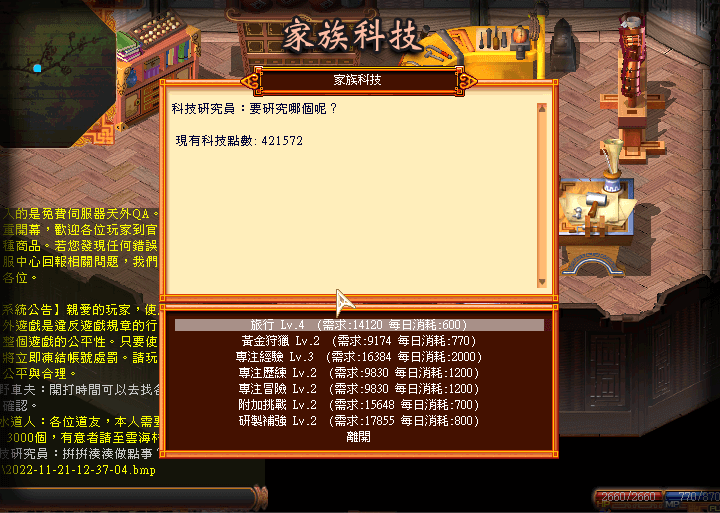 家族科技
家族科技
科技研究員：要研究哪個呢？
現有科技點數: 421572
旅行 Lv.4 (需求:14120 每日消耗:600)
黃金狩獵 Lv.2 (需求:9174 每日消耗:770)
專注經驗 Lv.3 (需求:16384 每日消耗:2000)
專注歷練 Lv.2 (需求:9830 每日消耗:1200)
專注冒險 Lv.2 (需求:9830 每日消耗:1200)
附加挑戰 Lv.2 (需求:15648 每日消耗:700)
研製補強 Lv.2 (需求:17855 每日消耗:800)
離開
入的是免費伺服器天外QA。
重開幕，歡迎各位玩家到官
種商品。若您發現任何錯誤
服中心回報相關問題，我們
各位。
系統公告】親愛的玩家，使
外遊戲是違反遊戲規章的行
整個遊戲的公平性。只要使
將立即凍結帳號處罰。請玩
公平與合理。
野車夫：開打時間可以去找各
確認。
水道人：各位道友，本人需要
3000個，有意者請至雲海村
技研究員：拚拚湊湊做點事？
\2022-11-21-12-37-04.bmp
2660/2660
770/870
HP
MP